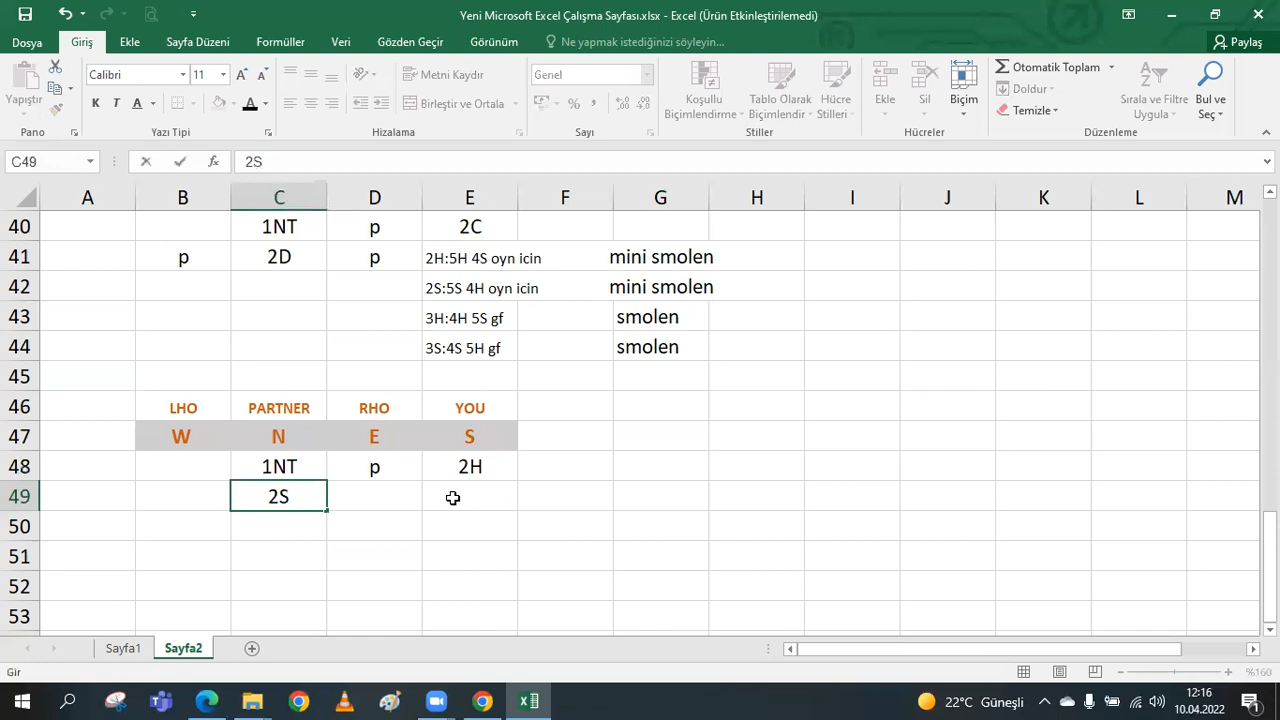 Yeni Microsoft Excel Çalışma Sayfası.xlsx - Excel (Ürün Etkinleştirilemedi)
Dosya Giriş Ekle Sayfa Düzeni Formüller Veri Gözden Geçir Görünüm Ne yapmak istediğinizi söyleyin... Paylaş
Calibri 11 Metni Kaydır Genel Otomatik Toplam
Doldur
Yapıştır K T A Birleştir ve Ortala Koşullu Biçimlendirme Tablo Olarak Biçimlendir Hücre Stilleri Ekle Sil Biçim Temizle Sırala ve Filtre Uygula Bul ve Seç
Pano Yazı Tipi Hizalama Sayı Stiller Hücreler Düzenleme
C49 fx 2S
A B C D E F G H I J K L M
40 1NT p 2C
41 p 2D p 2H:5H 4S oyn icin mini smolen
42 2S:5S 4H oyn icin mini smolen
43 3H:4H 5S gf smolen
44 3S:4S 5H gf smolen
45
46 LHO PARTNER RHO YOU
47 W N E S
48 1NT p 2H
49 2S
50
51
52
53
Sayfa1 Sayfa2
Gir %160
22°C Güneşli 12:16
10.04.2022